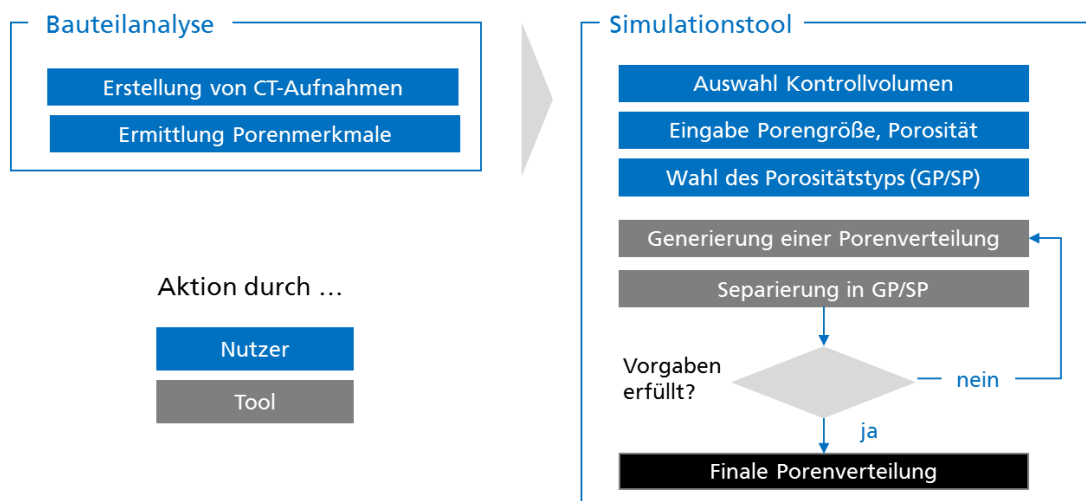 Bauteilanalyse
Erstellung von CT-Aufnahmen
Ermittlung Porenmerkmale
Aktion durch …
Nutzer
Tool
Simulationstool
Auswahl Kontrollvolumen
Eingabe Porengröße, Porosität
Wahl des Porositätstyps (GP/SP)
Generierung einer Porenverteilung
Separierung in GP/SP
Vorgaben
erfüllt?
nein
ja
Finale Porenverteilung